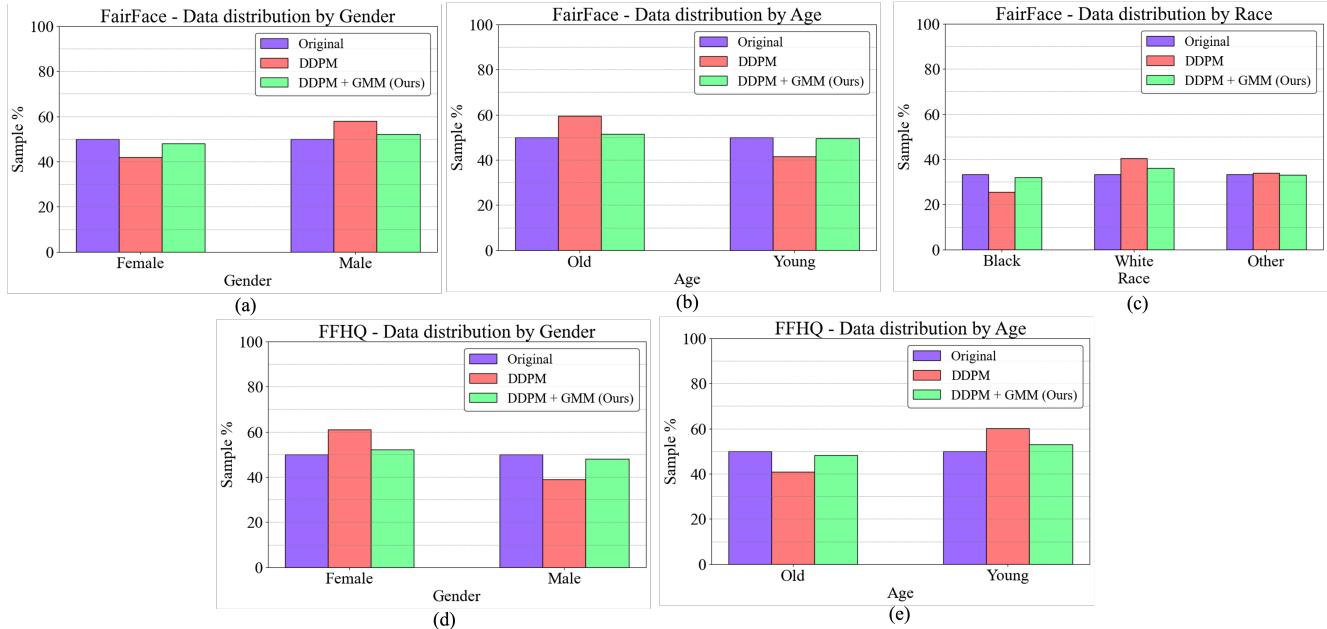 FairFace - Data distribution by Gender
100
80
60
40
20
0
Sample %
Original
DDPM
DDPM + GMM (Ours)
Female
Male
Gender
(a)
FairFace - Data distribution by Age
100
80
60
40
20
0
Sample %
Original
DDPM
DDPM + GMM (Ours)
Old
Young
Age
(b)
FairFace - Data distribution by Race
100
80
60
40
20
0
Sample %
Original
DDPM
DDPM + GMM (Ours)
Black
White
Other
Race
(c)
FFHQ - Data distribution by Gender
100
80
60
40
20
0
Sample %
Original
DDPM
DDPM + GMM (Ours)
Female
Male
Gender
(d)
FFHQ - Data distribution by Age
100
80
60
40
20
0
Sample %
Original
DDPM
DDPM + GMM (Ours)
Old
Young
Age
(e)